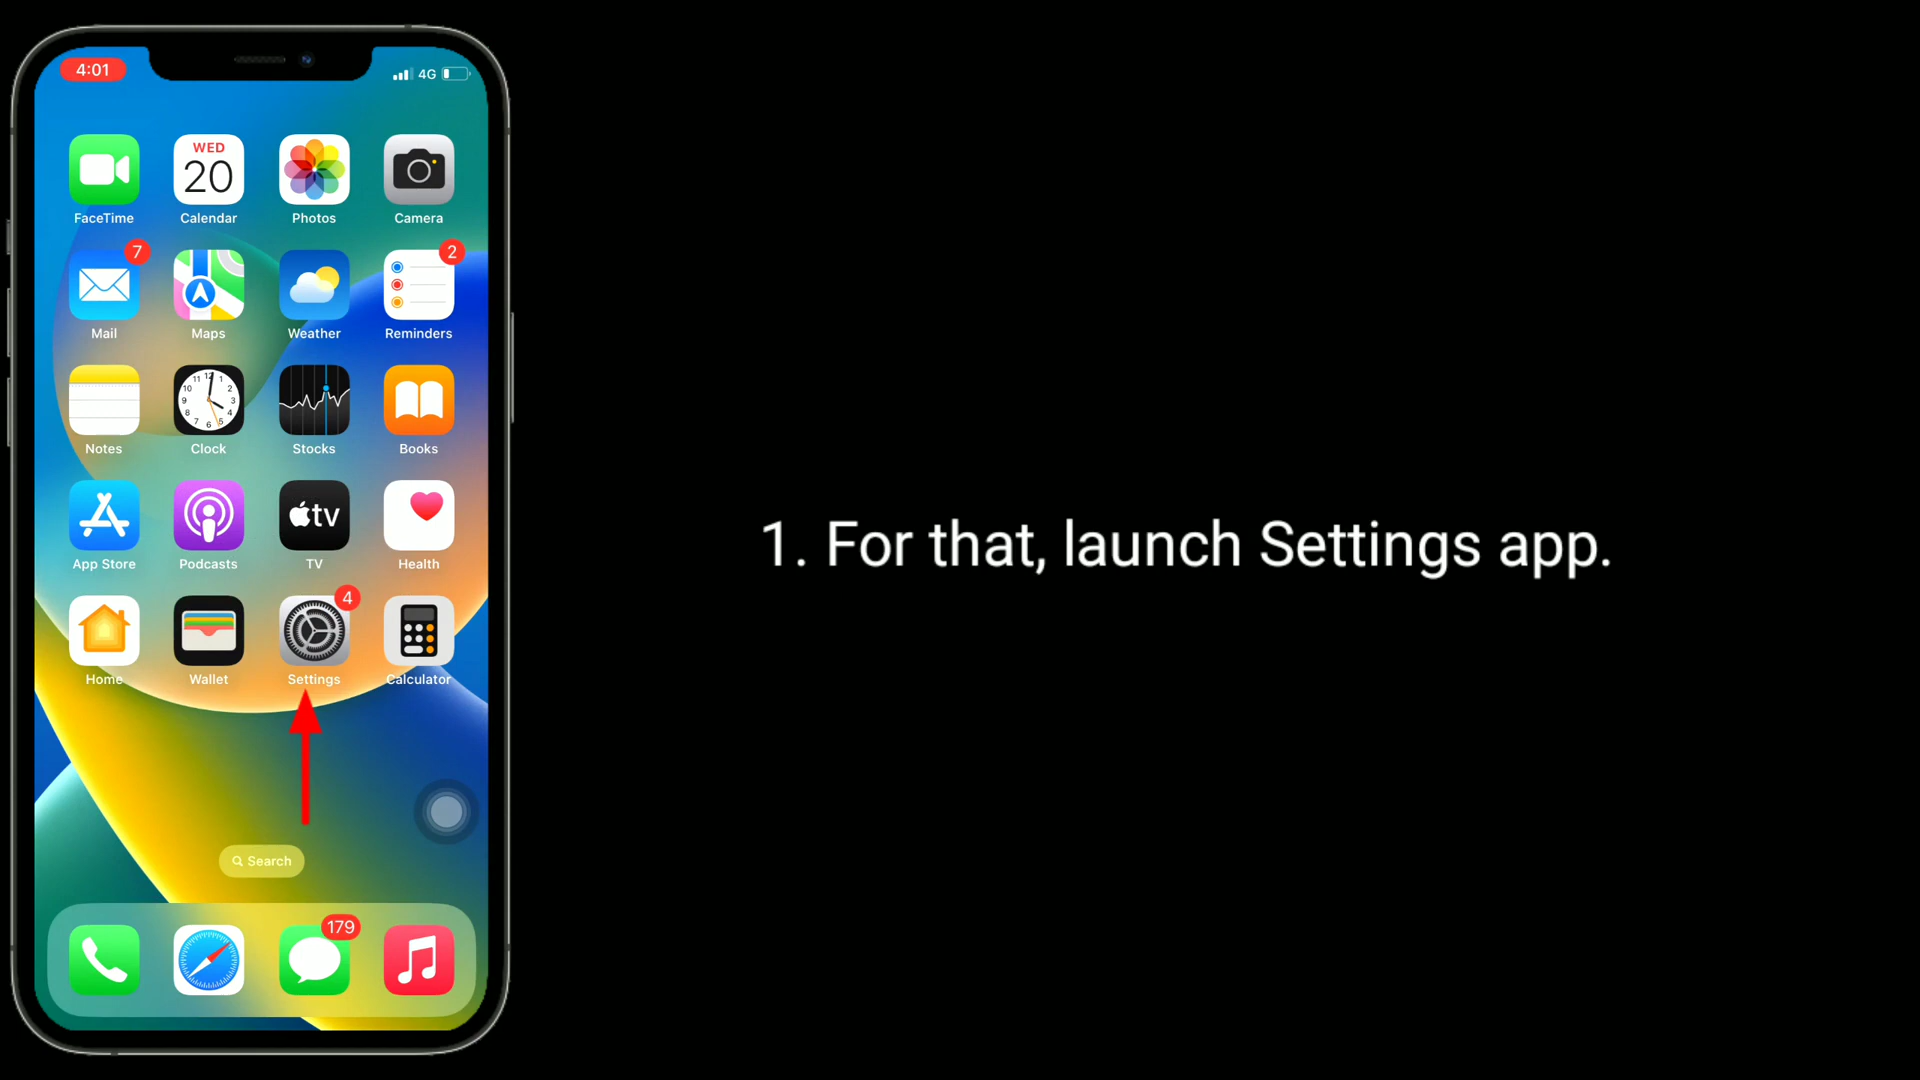 4:01
4G
WED
20
FaceTime
Calendar
Photos
Camera
7
2
Mail
Maps
Weather
Reminders
Notes
Clock
Stocks
Books
tv
App Store
Podcasts
TV
Health
4
Home
Wallet
Settings
Calculator
1. For that, launch Settings app.
Search
179